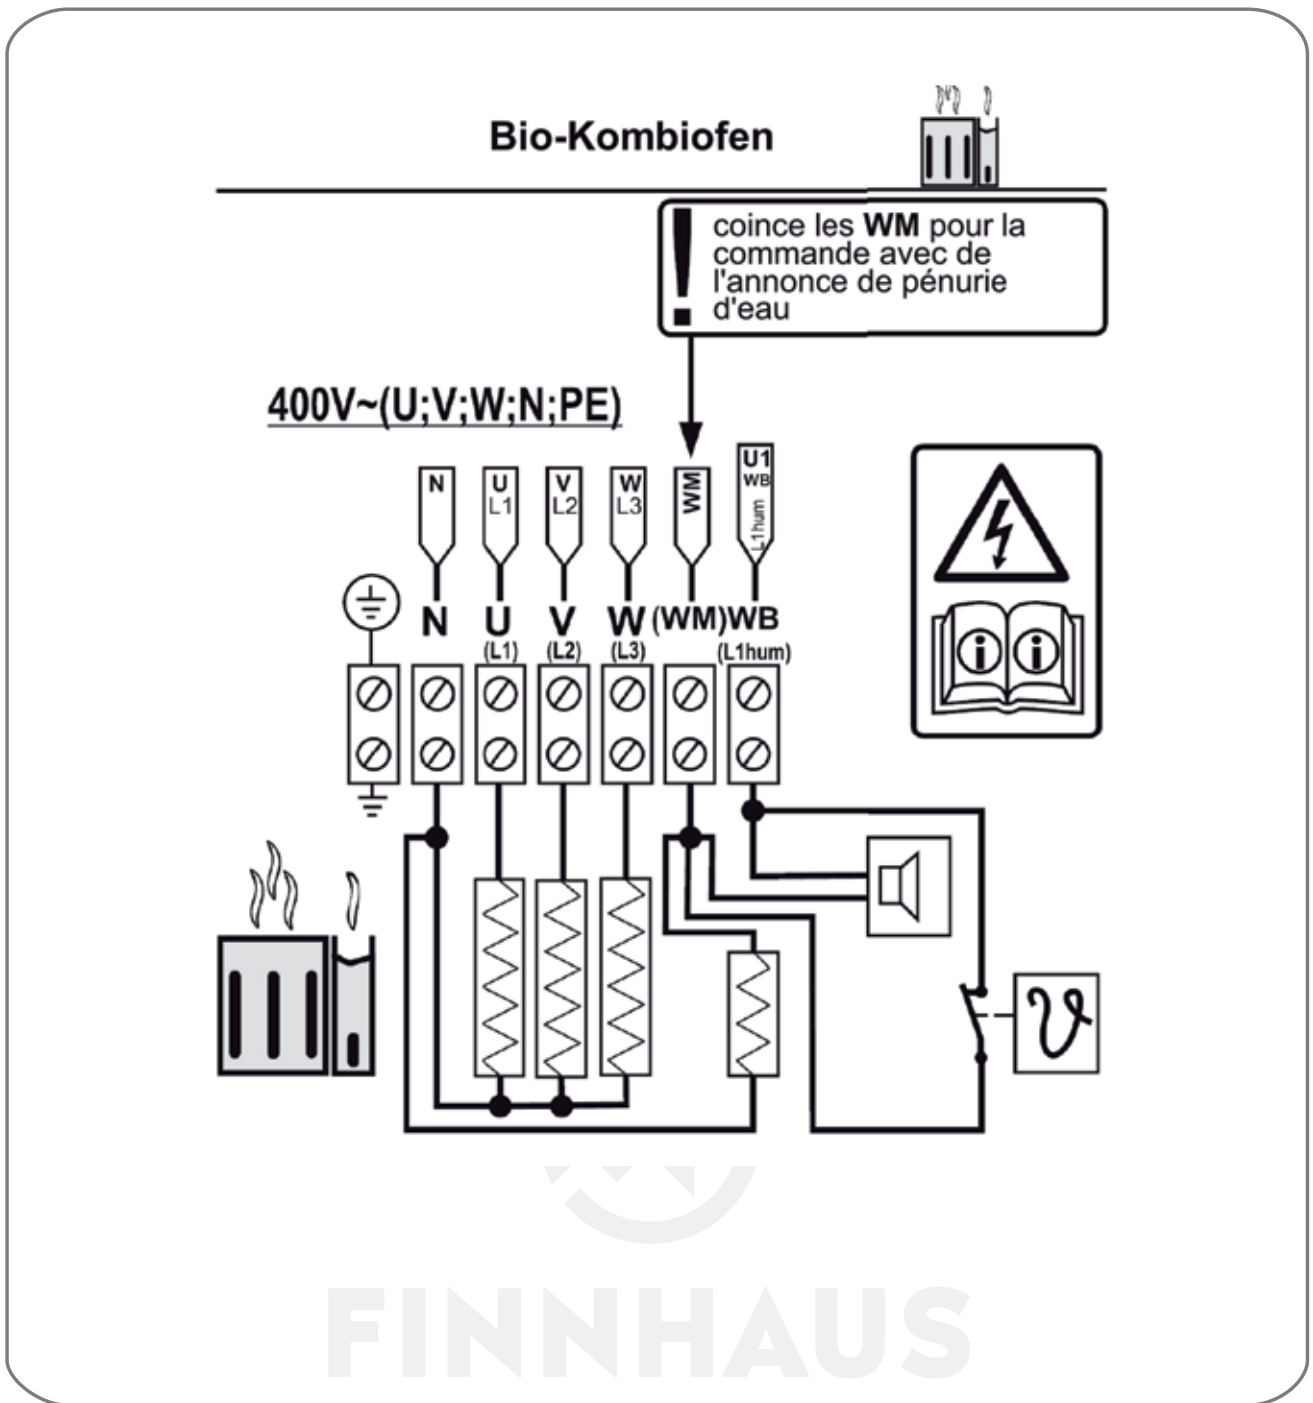 Bio-Kombiofen
coince les WM pour la
commande avec de
l'annonce de pénurie
d'eau
400V~(U;V;W;N;PE)
N
U
L1
V
L2
W
L3
WM
U1
WB
L1hum
N U V W (WM) WB
(L1) (L2) (L3) (L1hum)
i i
FINNHAUS